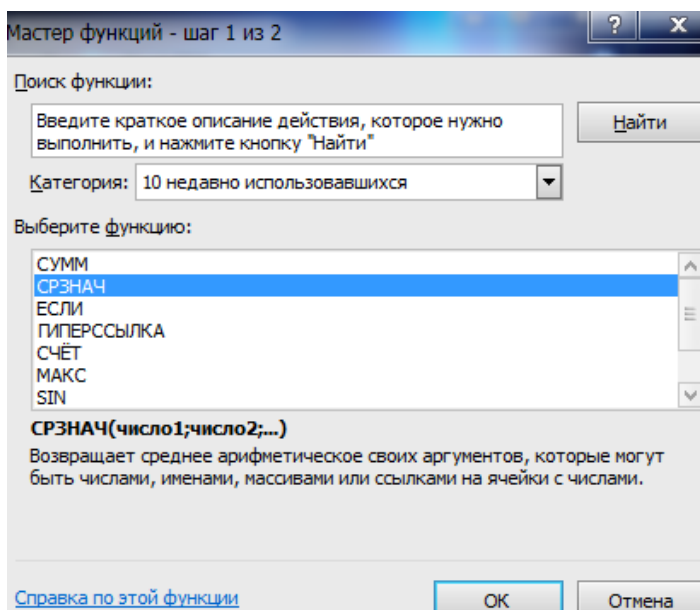 Мастер функций - шаг 1 из 2
? X
Поиск функции:
Введите краткое описание действия, которое нужно
выполнить, и нажмите кнопку "Найти"
Найти
Категория: 10 недавно использовавшихся
Выберите функцию:
СУММ
СРЗНАЧ
ЕСЛИ
ГИПЕРССЫЛКА
СЧЁТ
МАКС
SIN
СРЗНАЧ(число1;число2;...)
Возвращает среднее арифметическое своих аргументов, которые могут
быть числами, именами, массивами или ссылками на ячейки с числами.
Справка по этой функции
ОК
Отмена